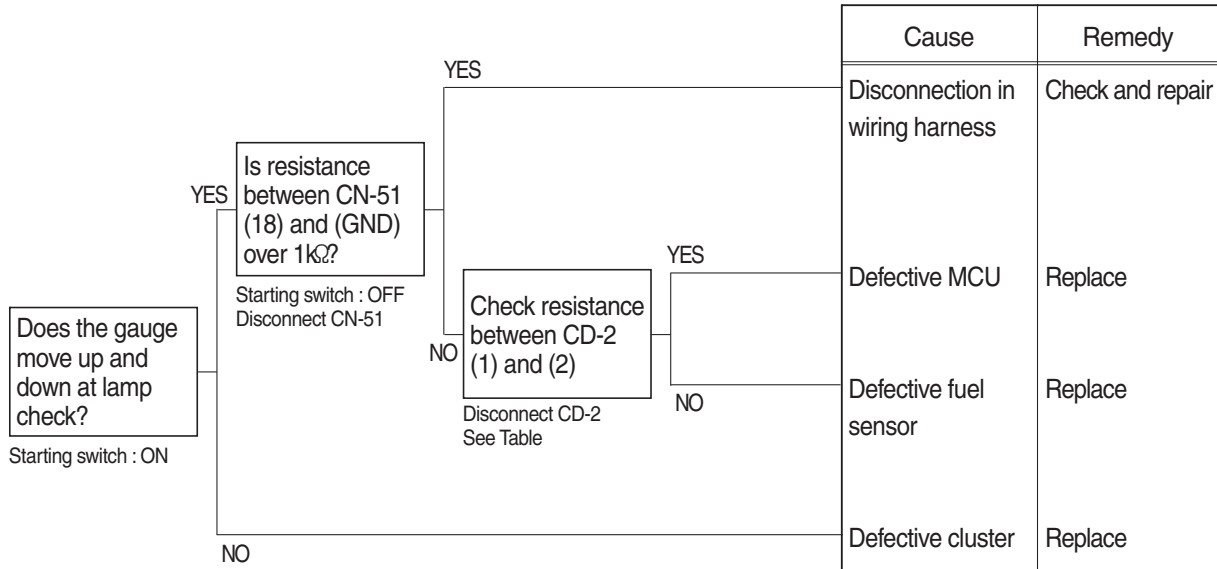 Cause
Remedy
YES
Disconnection in
wiring harness
Check and repair
YES
Is resistance
between CN-51
(18) and (GND)
over 1kΩ?
Starting switch : OFF
Disconnect CN-51
YES
Defective MCU
Replace
NO
Check resistance
between CD-2
(1) and (2)
Disconnect CD-2
See Table
NO
Defective fuel
sensor
Replace
Does the gauge
move up and
down at lamp
check?
Starting switch : ON
NO
Defective cluster
Replace